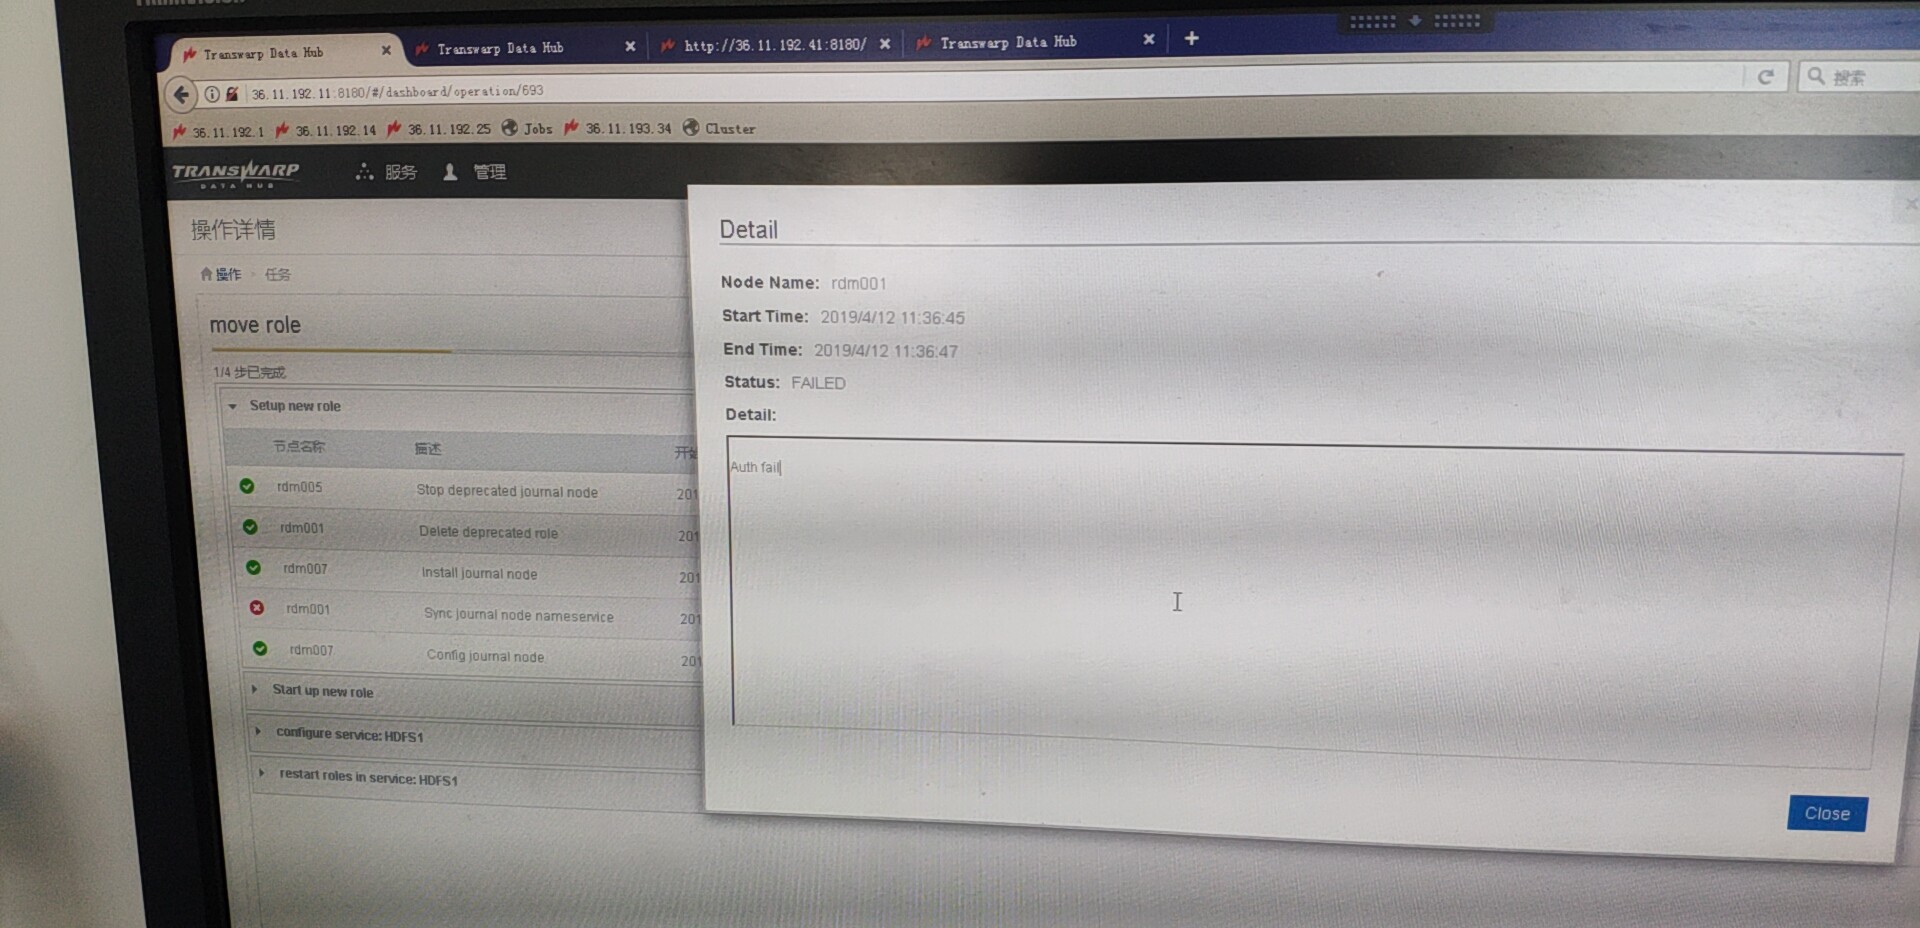 Transwarp Data Hub
Transwarp Data Hub
http://36.11.192.41:8180/
Transwarp Data Hub
36.11.192.11:8180/#/dashboard/operation/693
搜索
36.11.192.1
36.11.192.14
36.11.192.25
Jobs
36.11.193.34
Cluster
TRANSWARP
DATA HUB
服务
管理
操作详情
操作
任务
move role
1/4 步已完成
Setup new role
节点名称 描述 开始
rdm005 Stop deprecated journal node 201
rdm001 Delete deprecated role 201
rdm007 Install journal node 201
rdm001 Sync journal node nameservice 201
rdm007 Config journal node 201
Start up new role
configure service: HDFS1
restart roles in service: HDFS1
Detail
Node Name: rdm001
Start Time: 2019/4/12 11:36:45
End Time: 2019/4/12 11:36:47
Status: FAILED
Detail:
Auth fail
Close